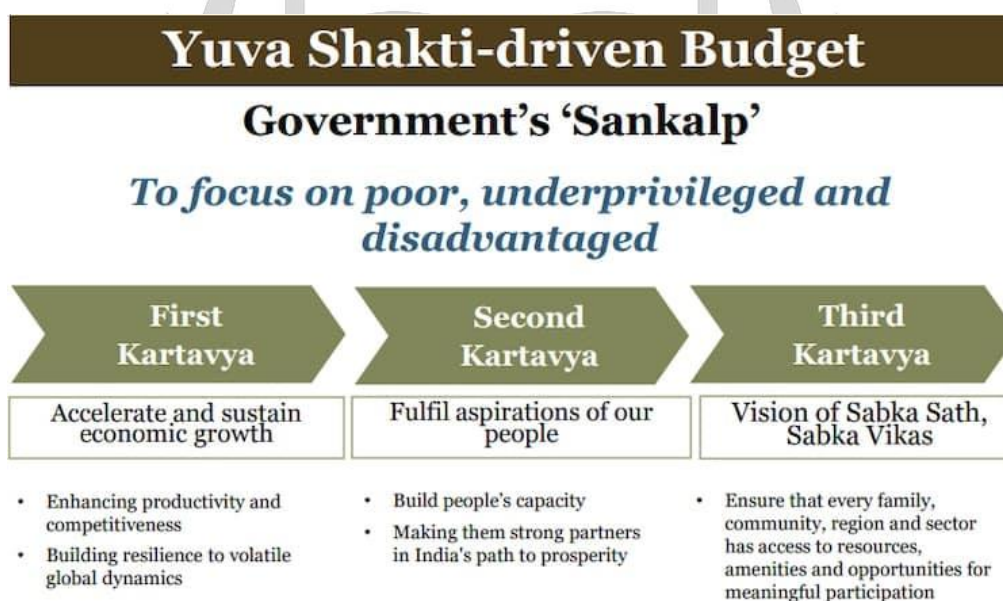 Yuva Shakti-driven Budget
Government's 'Sankalp'
To focus on poor, underprivileged and
disadvantaged
First
Kartavya
Accelerate and sustain
economic growth
• Enhancing productivity and
competitiveness
• Building resilience to volatile
global dynamics
Second
Kartavya
Fulfil aspirations of our
people
• Build people's capacity
• Making them strong partners
in India's path to prosperity
Third
Kartavya
Vision of Sabka Sath,
Sabka Vikas
• Ensure that every family,
community, region and sector
has access to resources,
amenities and opportunities for
meaningful participation